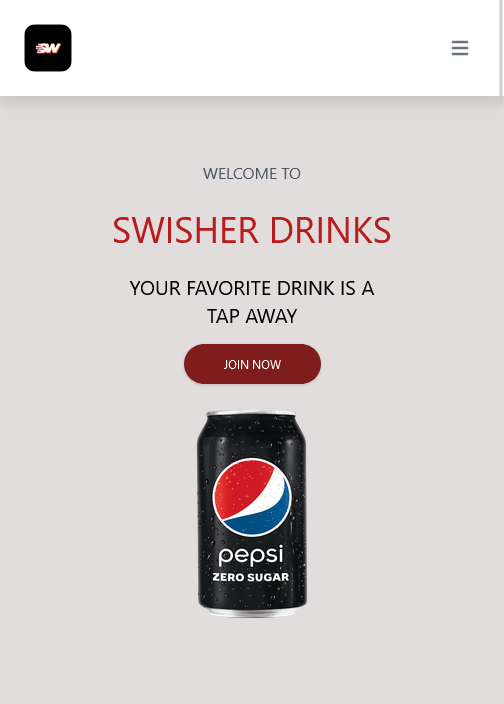 SW
WELCOME TO
SWISHER DRINKS
YOUR FAVORITE DRINK IS A
TAP AWAY
JOIN NOW
pepsi
ZERO SUGAR